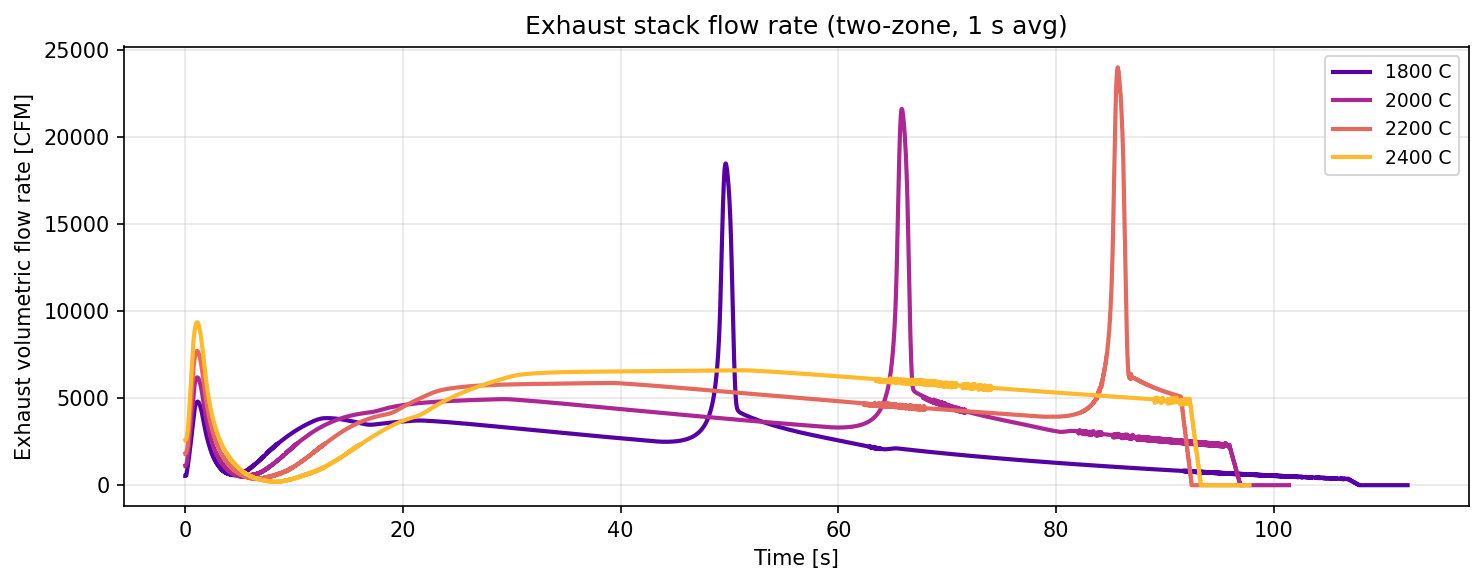 Exhaust stack flow rate (two-zone, 1 s avg)
Exhaust volumetric flow rate [CFM]
25000
20000
15000
10000
5000
0
0
20
40
60
80
100
Time [s]
1800 C
2000 C
2200 C
2400 C